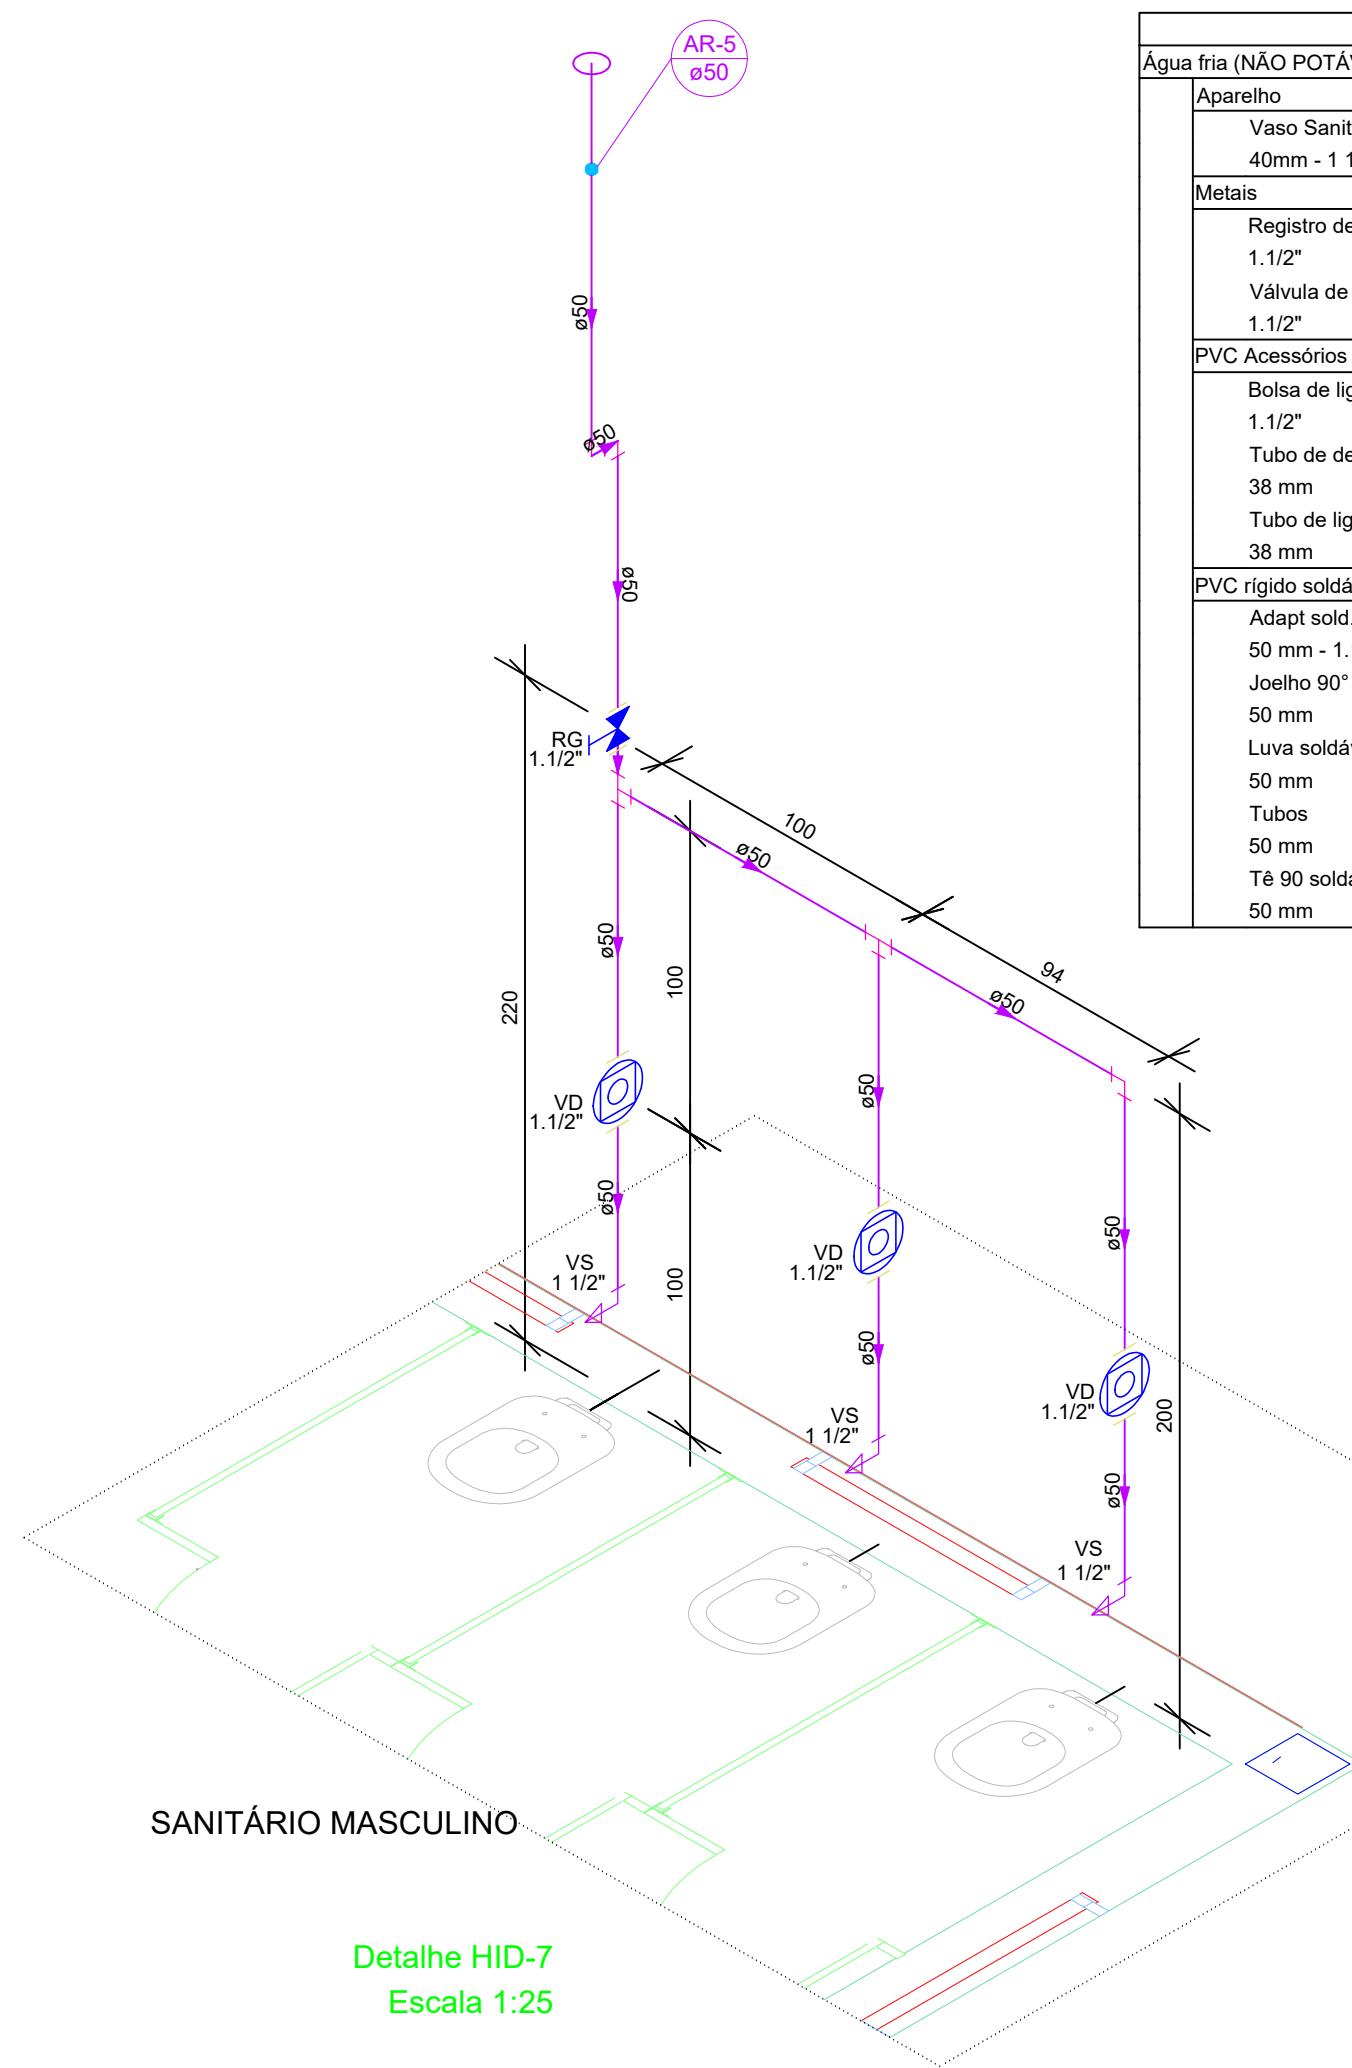 AR-5
ø50
ø50
ø50
ø50
RG
1.1/2"
100
ø50
94
ø50
220
ø50
100
VD
1.1/2"
ø50
ø50
VS
1 1/2"
100
VD
1.1/2"
ø50
VS
1 1/2"
ø50
VD
1.1/2"
200
ø50
VS
1 1/2"
SANITÁRIO MASCULINO
Detalhe HID-7
Escala 1:25
Água fria (NÃO POTÁV
Aparelho
Vaso Sanit
40mm - 1 1
Metais
Registro de
1.1/2"
Válvula de
1.1/2"
PVC Acessórios
Bolsa de lig
1.1/2"
Tubo de de
38 mm
Tubo de lig
38 mm
PVC rígido soldá
Adapt sold.
50 mm - 1.
Joelho 90°
50 mm
Luva soldáv
50 mm
Tubos
50 mm
Tê 90 solda
50 mm